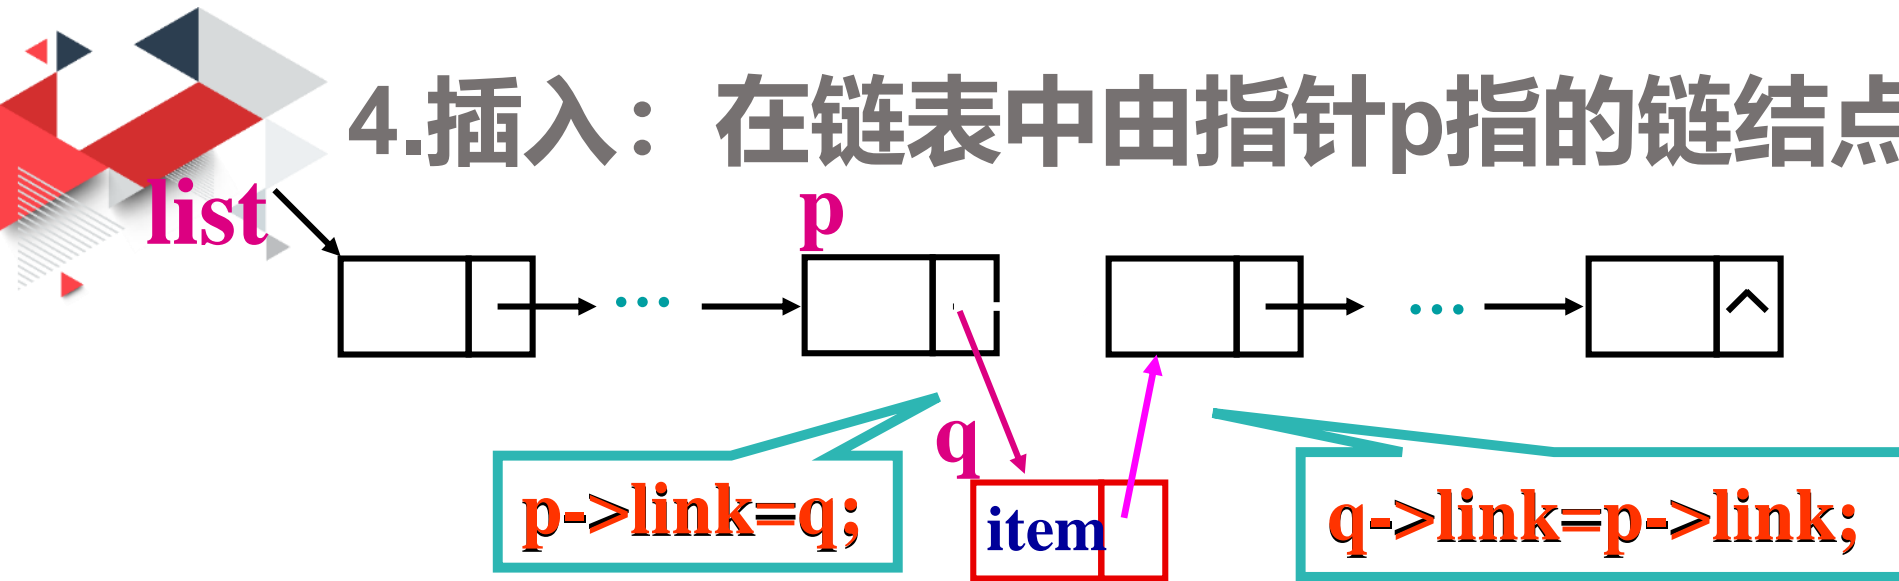 4.插入：在链表中由指针p指的链结点
list
p
…
…
^
q
p->link=q;
item
q->link=p->link;